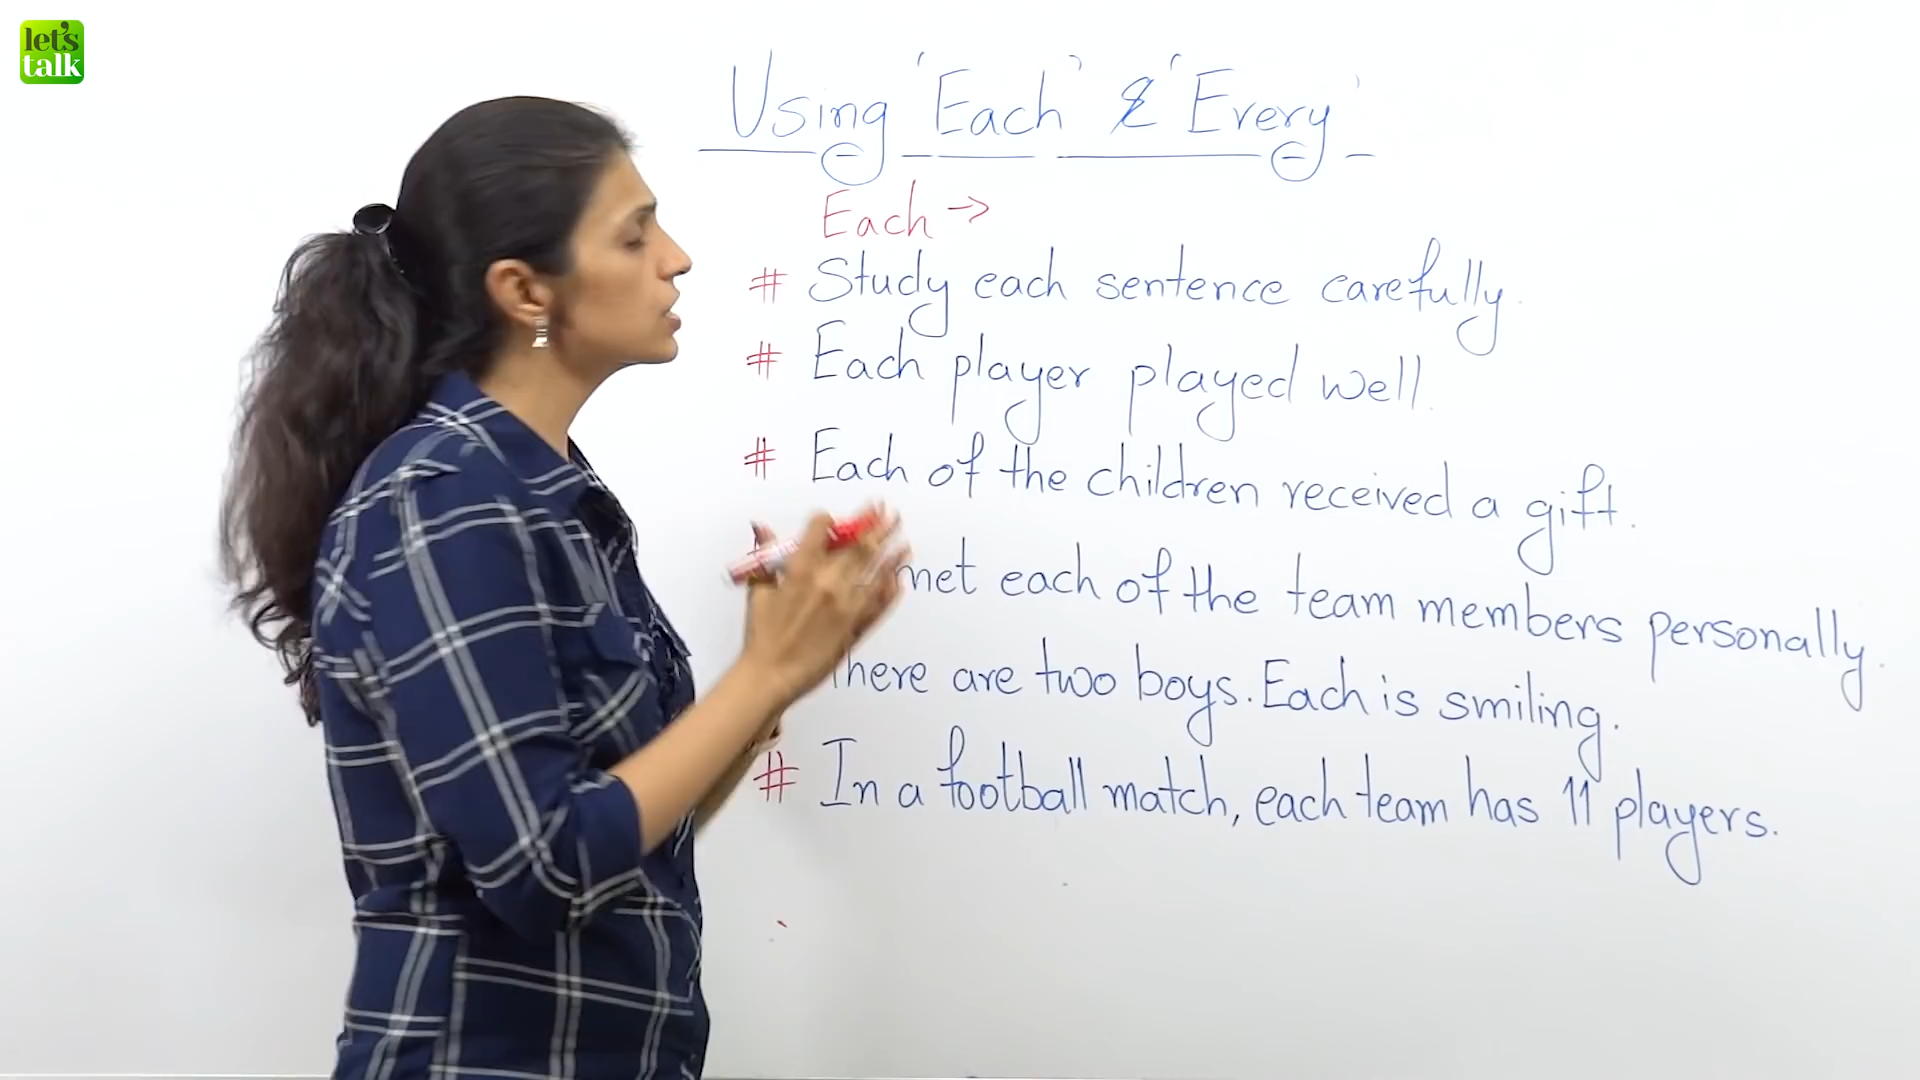 let's
talk
Using 'Each' & 'Every'
Each →
# Study each sentence carefully.
# Each player played well.
# Each of the children received a gift.
met each of the team members personally.
here are two boys. Each is smiling.
# In a football match, each team has 11 players.